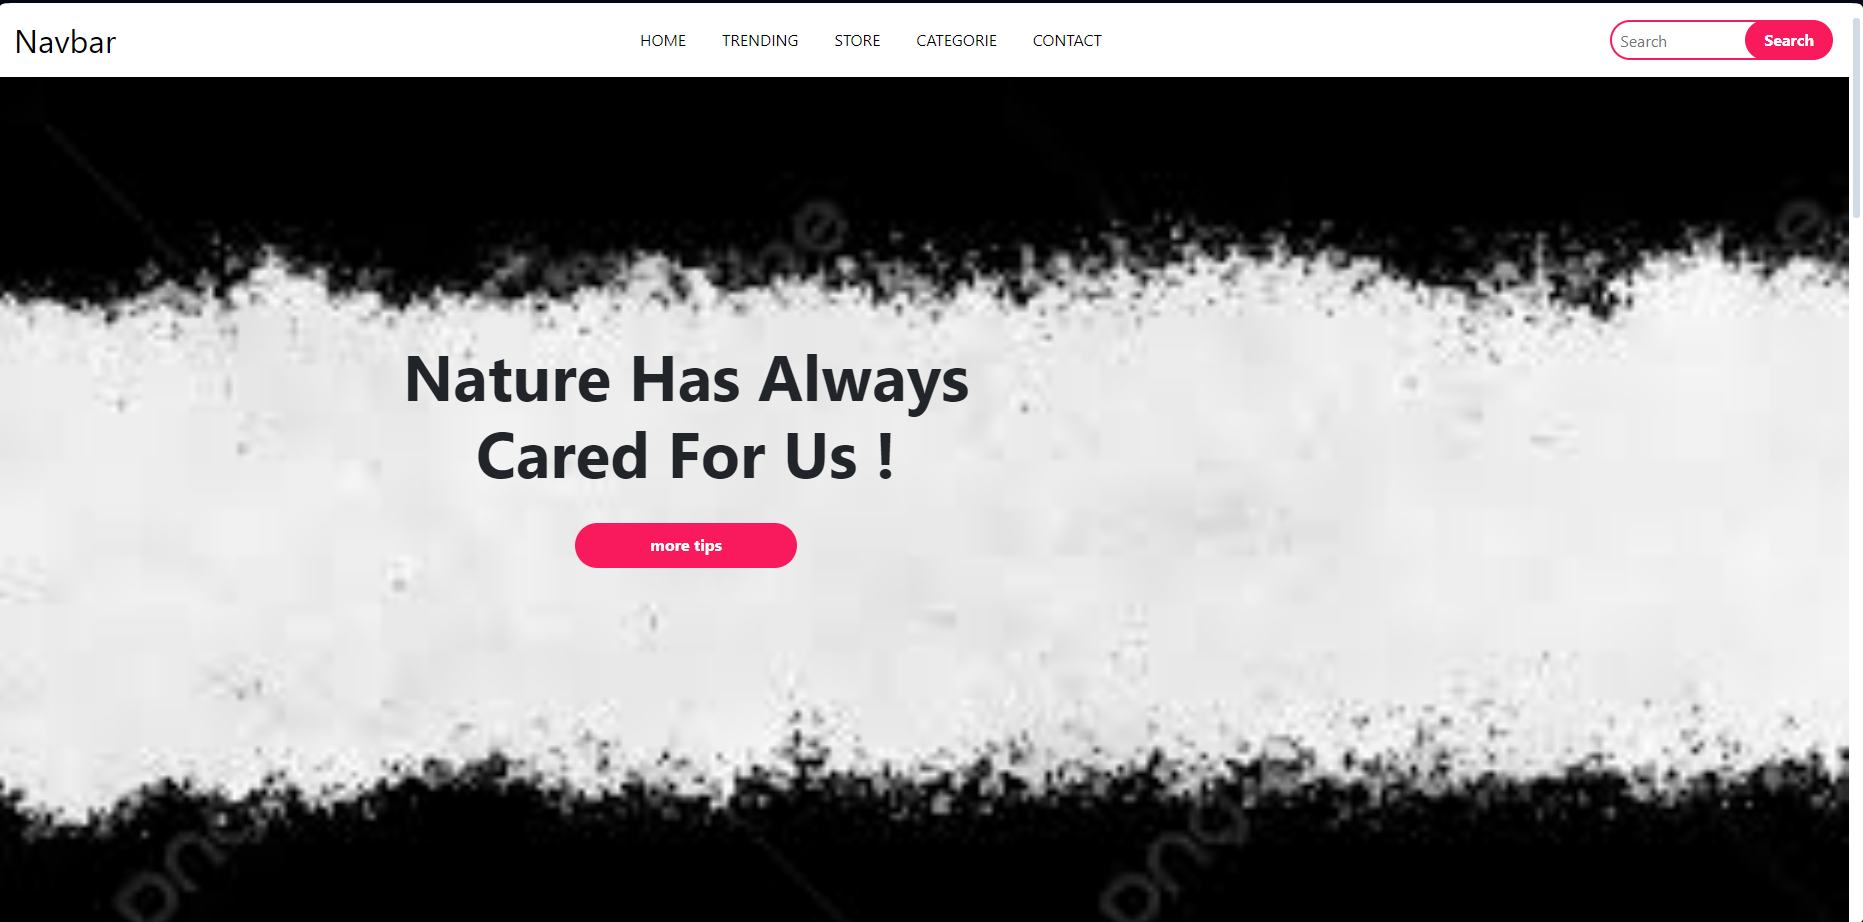 Navbar
HOME TRENDING STORE CATEGORIE CONTACT
Search Search
Nature Has Always
Cared For Us !
more tips